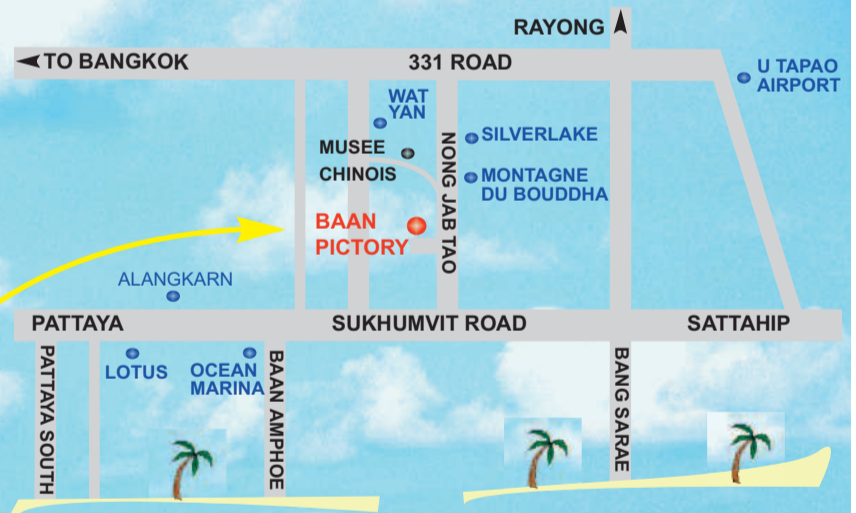 RAYONG
TO BANGKOK
331 ROAD
U TAPAO
AIRPORT
WAT
YAN
SILVERLAKE
MUSEE
CHINOIS
NONG JAB TAO
MONTAGNE
DU BOUDDHA
BAAN
PICTORY
ALANGKARN
PATTAYA
SUKHUMVIT ROAD
SATTAHIP
PATTAYA SOUTH
LOTUS
OCEAN
MARINA
BAAN AMPHOE
BANG SARAE